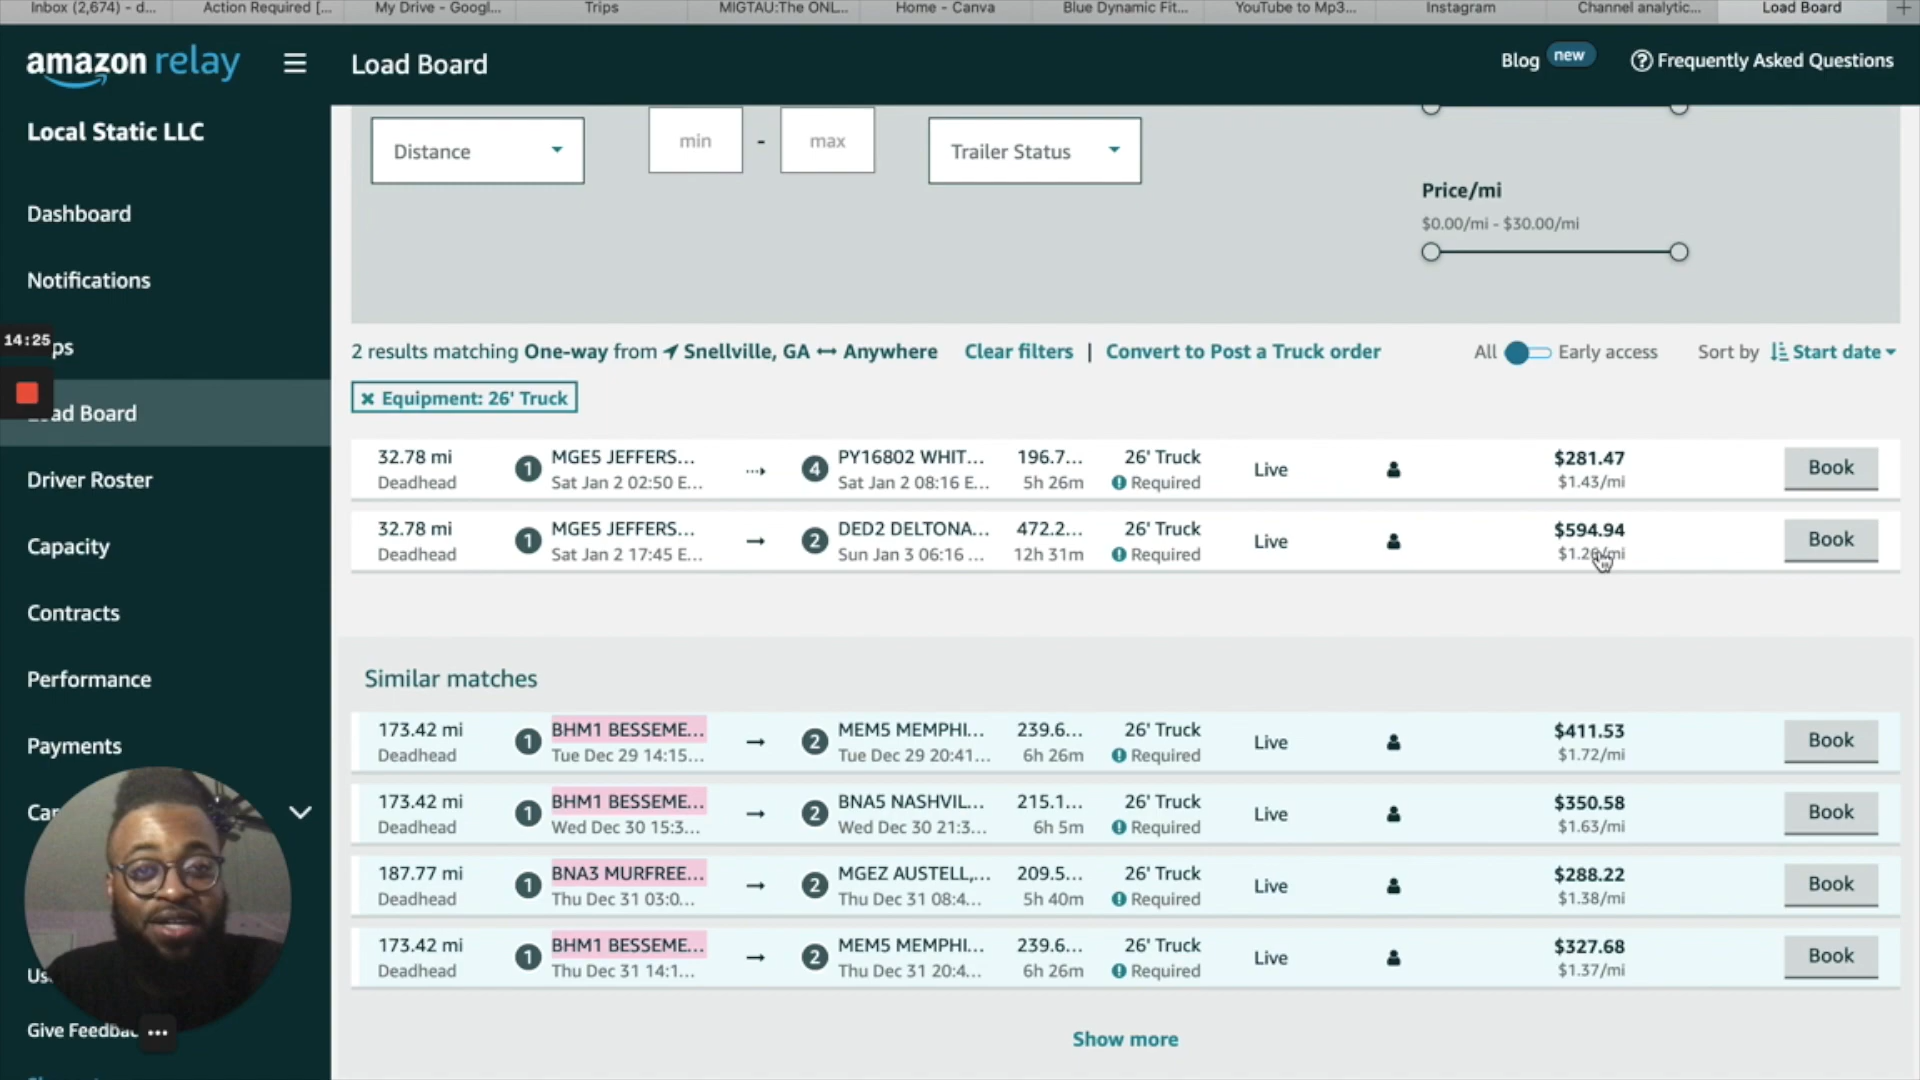 Inbox (2,674) - d... Action Required [... My Drive - Googl... Trips MIGTAU:The ONL... Home - Canva Blue Dynamic Fit... YouTube to Mp3... Instagram Channel analytic... Load Board
amazon relay
Load Board
Blog new
Frequently Asked Questions
Local Static LLC
Dashboard
Notifications
14:25
ps
ad Board
Driver Roster
Capacity
Contracts
Performance
Payments
Ca
Us
Give Feedbac
Distance
min - max
Trailer Status
Price/mi
$0.00/mi - $30.00/mi
2 results matching One-way from Snellville, GA ↔ Anywhere Clear filters | Convert to Post a Truck order All Early access Sort by Start date
× Equipment: 26' Truck
32.78 mi 1 MGE5 JEFFERS... 4 PY16802 WHIT... 196.7... 26' Truck Live $281.47 Book
Deadhead Sat Jan 2 02:50 E... Sat Jan 2 08:16 E... 5h 26m Required $1.43/mi
32.78 mi 1 MGE5 JEFFERS... → 2 DED2 DELTONA... 472.2... 26' Truck Live $594.94 Book
Deadhead Sat Jan 2 17:45 E... Sun Jan 3 06:16 ... 12h 31m Required
Similar matches
173.42 mi 1 BHM1 BESSEME... → 2 MEM5 MEMPHI... 239.6... 26' Truck Live $411.53 Book
Deadhead Tue Dec 29 14:15... Tue Dec 29 20:41... 6h 26m Required $1.72/mi
173.42 mi 1 BHM1 BESSEME... → 2 BNA5 NASHVIL... 215.1... 26' Truck Live $350.58 Book
Deadhead Wed Dec 30 15:3... Wed Dec 30 21:3... 6h 5m Required $1.63/mi
187.77 mi 1 BNA3 MURFREE... → 2 MGEZ AUSTELL,... 209.5... 26' Truck Live $288.22 Book
Deadhead Thu Dec 31 03:0... Thu Dec 31 08:4... 5h 40m Required $1.38/mi
173.42 mi 1 BHM1 BESSEME... → 2 MEM5 MEMPHI... 239.6... 26' Truck Live $327.68 Book
Deadhead Thu Dec 31 14:1... Thu Dec 31 20:4... 6h 26m Required $1.37/mi
Show more